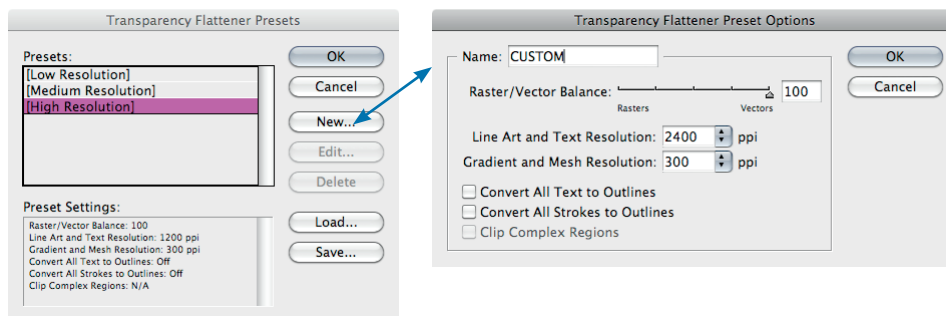 Transparency Flattener Presets
Presets:
[Low Resolution]
[Medium Resolution]
[High Resolution]
OK
Cancel
New...
Edit...
Delete
Load...
Save...
Preset Settings:
Raster/Vector Balance: 100
Line Art and Text Resolution: 1200 ppi
Gradient and Mesh Resolution: 300 ppi
Convert All Text to Outlines: Off
Convert All Strokes to Outlines: Off
Clip Complex Regions: N/A
Transparency Flattener Preset Options
Name: CUSTOM
OK
Cancel
Raster/Vector Balance: 100
Rasters Vectors
Line Art and Text Resolution: 2400 ppi
Gradient and Mesh Resolution: 300 ppi
Convert All Text to Outlines
Convert All Strokes to Outlines
Clip Complex Regions